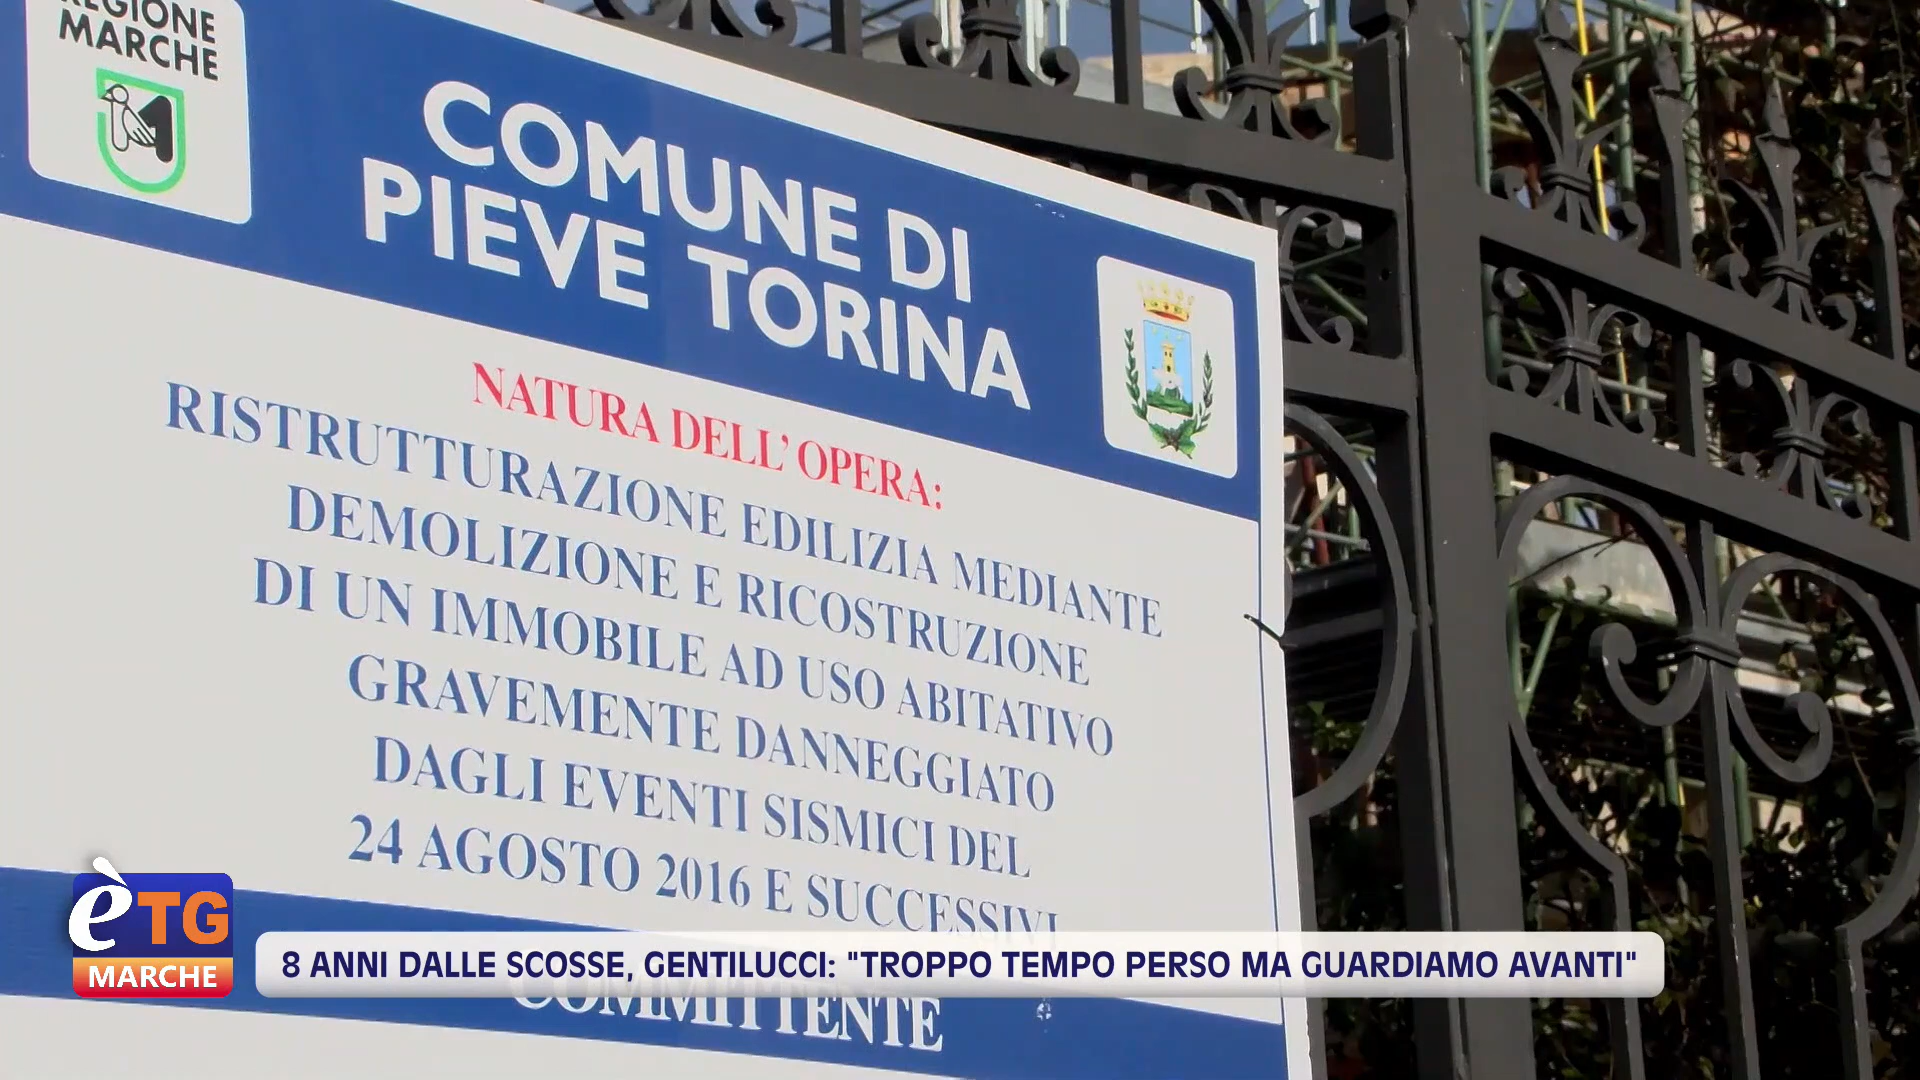 REGIONE
MARCHE
COMUNE DI
PIEVE TORINA
NATURA DELL'OPERA:
RISTRUTTURAZIONE EDILIZIA MEDIANTE
DEMOLIZIONE E RICOSTRUZIONE
DI UN IMMOBILE AD USO ABITATIVO
GRAVEMENTE DANNEGGIATO
DAGLI EVENTI SISMICI DEL
24 AGOSTO 2016 E SUCCESSIVI
è TG
MARCHE
8 ANNI DALLE SCOSSE, GENTILUCCI: "TROPPO TEMPO PERSO MA GUARDIAMO AVANTI"
COMMITTENTE